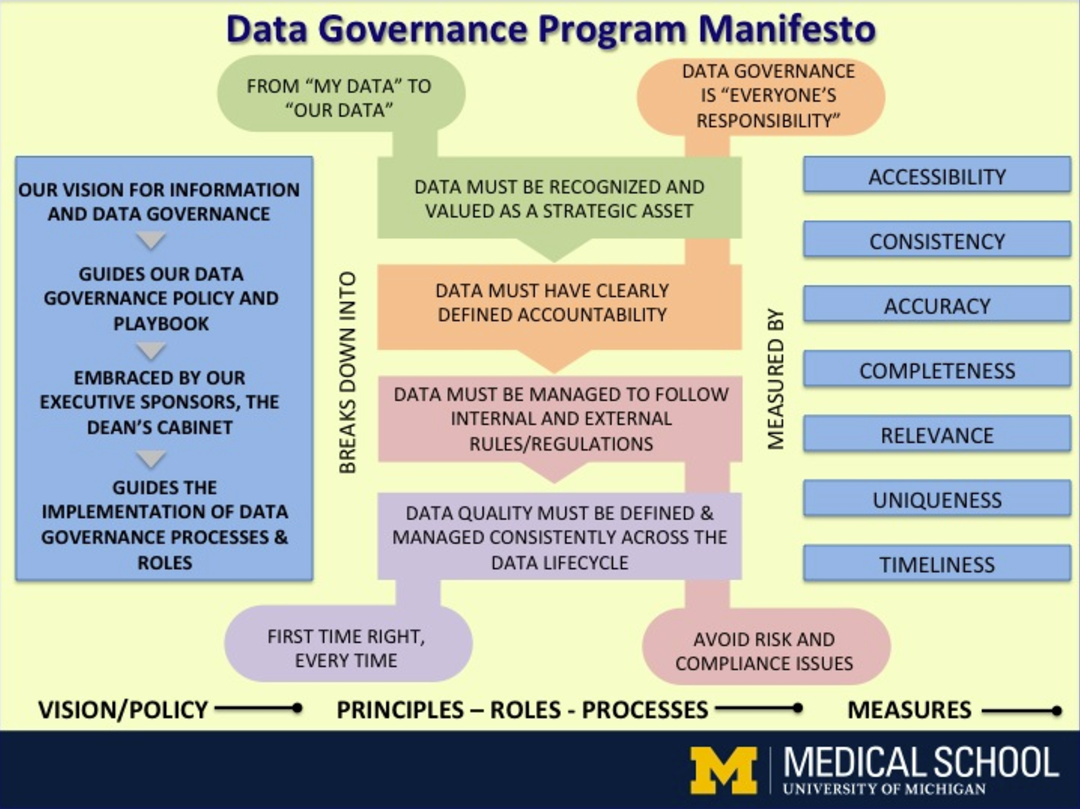 Data Governance Program Manifesto
FROM “MY DATA” TO
“OUR DATA”
DATA GOVERNANCE
IS “EVERYONE’S
RESPONSIBILITY”
OUR VISION FOR INFORMATION
AND DATA GOVERNANCE
GUIDES OUR DATA
GOVERNANCE POLICY AND
PLAYBOOK
EMBRACED BY OUR
EXECUTIVE SPONSORS, THE
DEAN’S CABINET
GUIDES THE
IMPLEMENTATION OF DATA
GOVERNANCE PROCESSES &
ROLES
BREAKS DOWN INTO
DATA MUST BE RECOGNIZED AND
VALUED AS A STRATEGIC ASSET
DATA MUST HAVE CLEARLY
DEFINED ACCOUNTABILITY
DATA MUST BE MANAGED TO FOLLOW
INTERNAL AND EXTERNAL
RULES/REGULATIONS
DATA QUALITY MUST BE DEFINED &
MANAGED CONSISTENTLY ACROSS THE
DATA LIFECYCLE
MEASURED BY
ACCESSIBILITY
CONSISTENCY
ACCURACY
COMPLETENESS
RELEVANCE
UNIQUENESS
TIMELINESS
FIRST TIME RIGHT,
EVERY TIME
AVOID RISK AND
COMPLIANCE ISSUES
VISION/POLICY
PRINCIPLES – ROLES - PROCESSES
MEASURES
M
MEDICAL SCHOOL
UNIVERSITY OF MICHIGAN